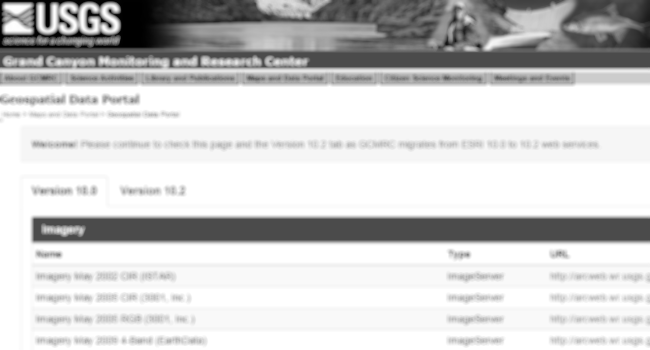 USGS
science for a changing world
Grand Canyon Monitoring and Research Center
About GCMRC Science Activities Library and Publications Maps and Data Portal Education Citizen Science Monitoring Meetings and Events
Geospatial Data Portal
Home > Maps and Data Portal > Geospatial Data Portal
Welcome! Please continue to check this page and the Version 10.2 tab as GCMRC migrates from ESRI 10.0 to 10.2 web services.
Version 10.0 Version 10.2
Imagery
Name Type URL
Imagery May 2002 CIR (ISTAR) ImageServer http://arcweb.wr.usgs.g
Imagery May 2005 CIR (3001, Inc.) ImageServer http://arcweb.wr.usgs.g
Imagery May 2005 RGB (3001, Inc.) ImageServer http://arcweb.wr.usgs.g
Imagery May 2009 4-Band (EarthData) ImageServer http://arcweb.wr.usgs.g